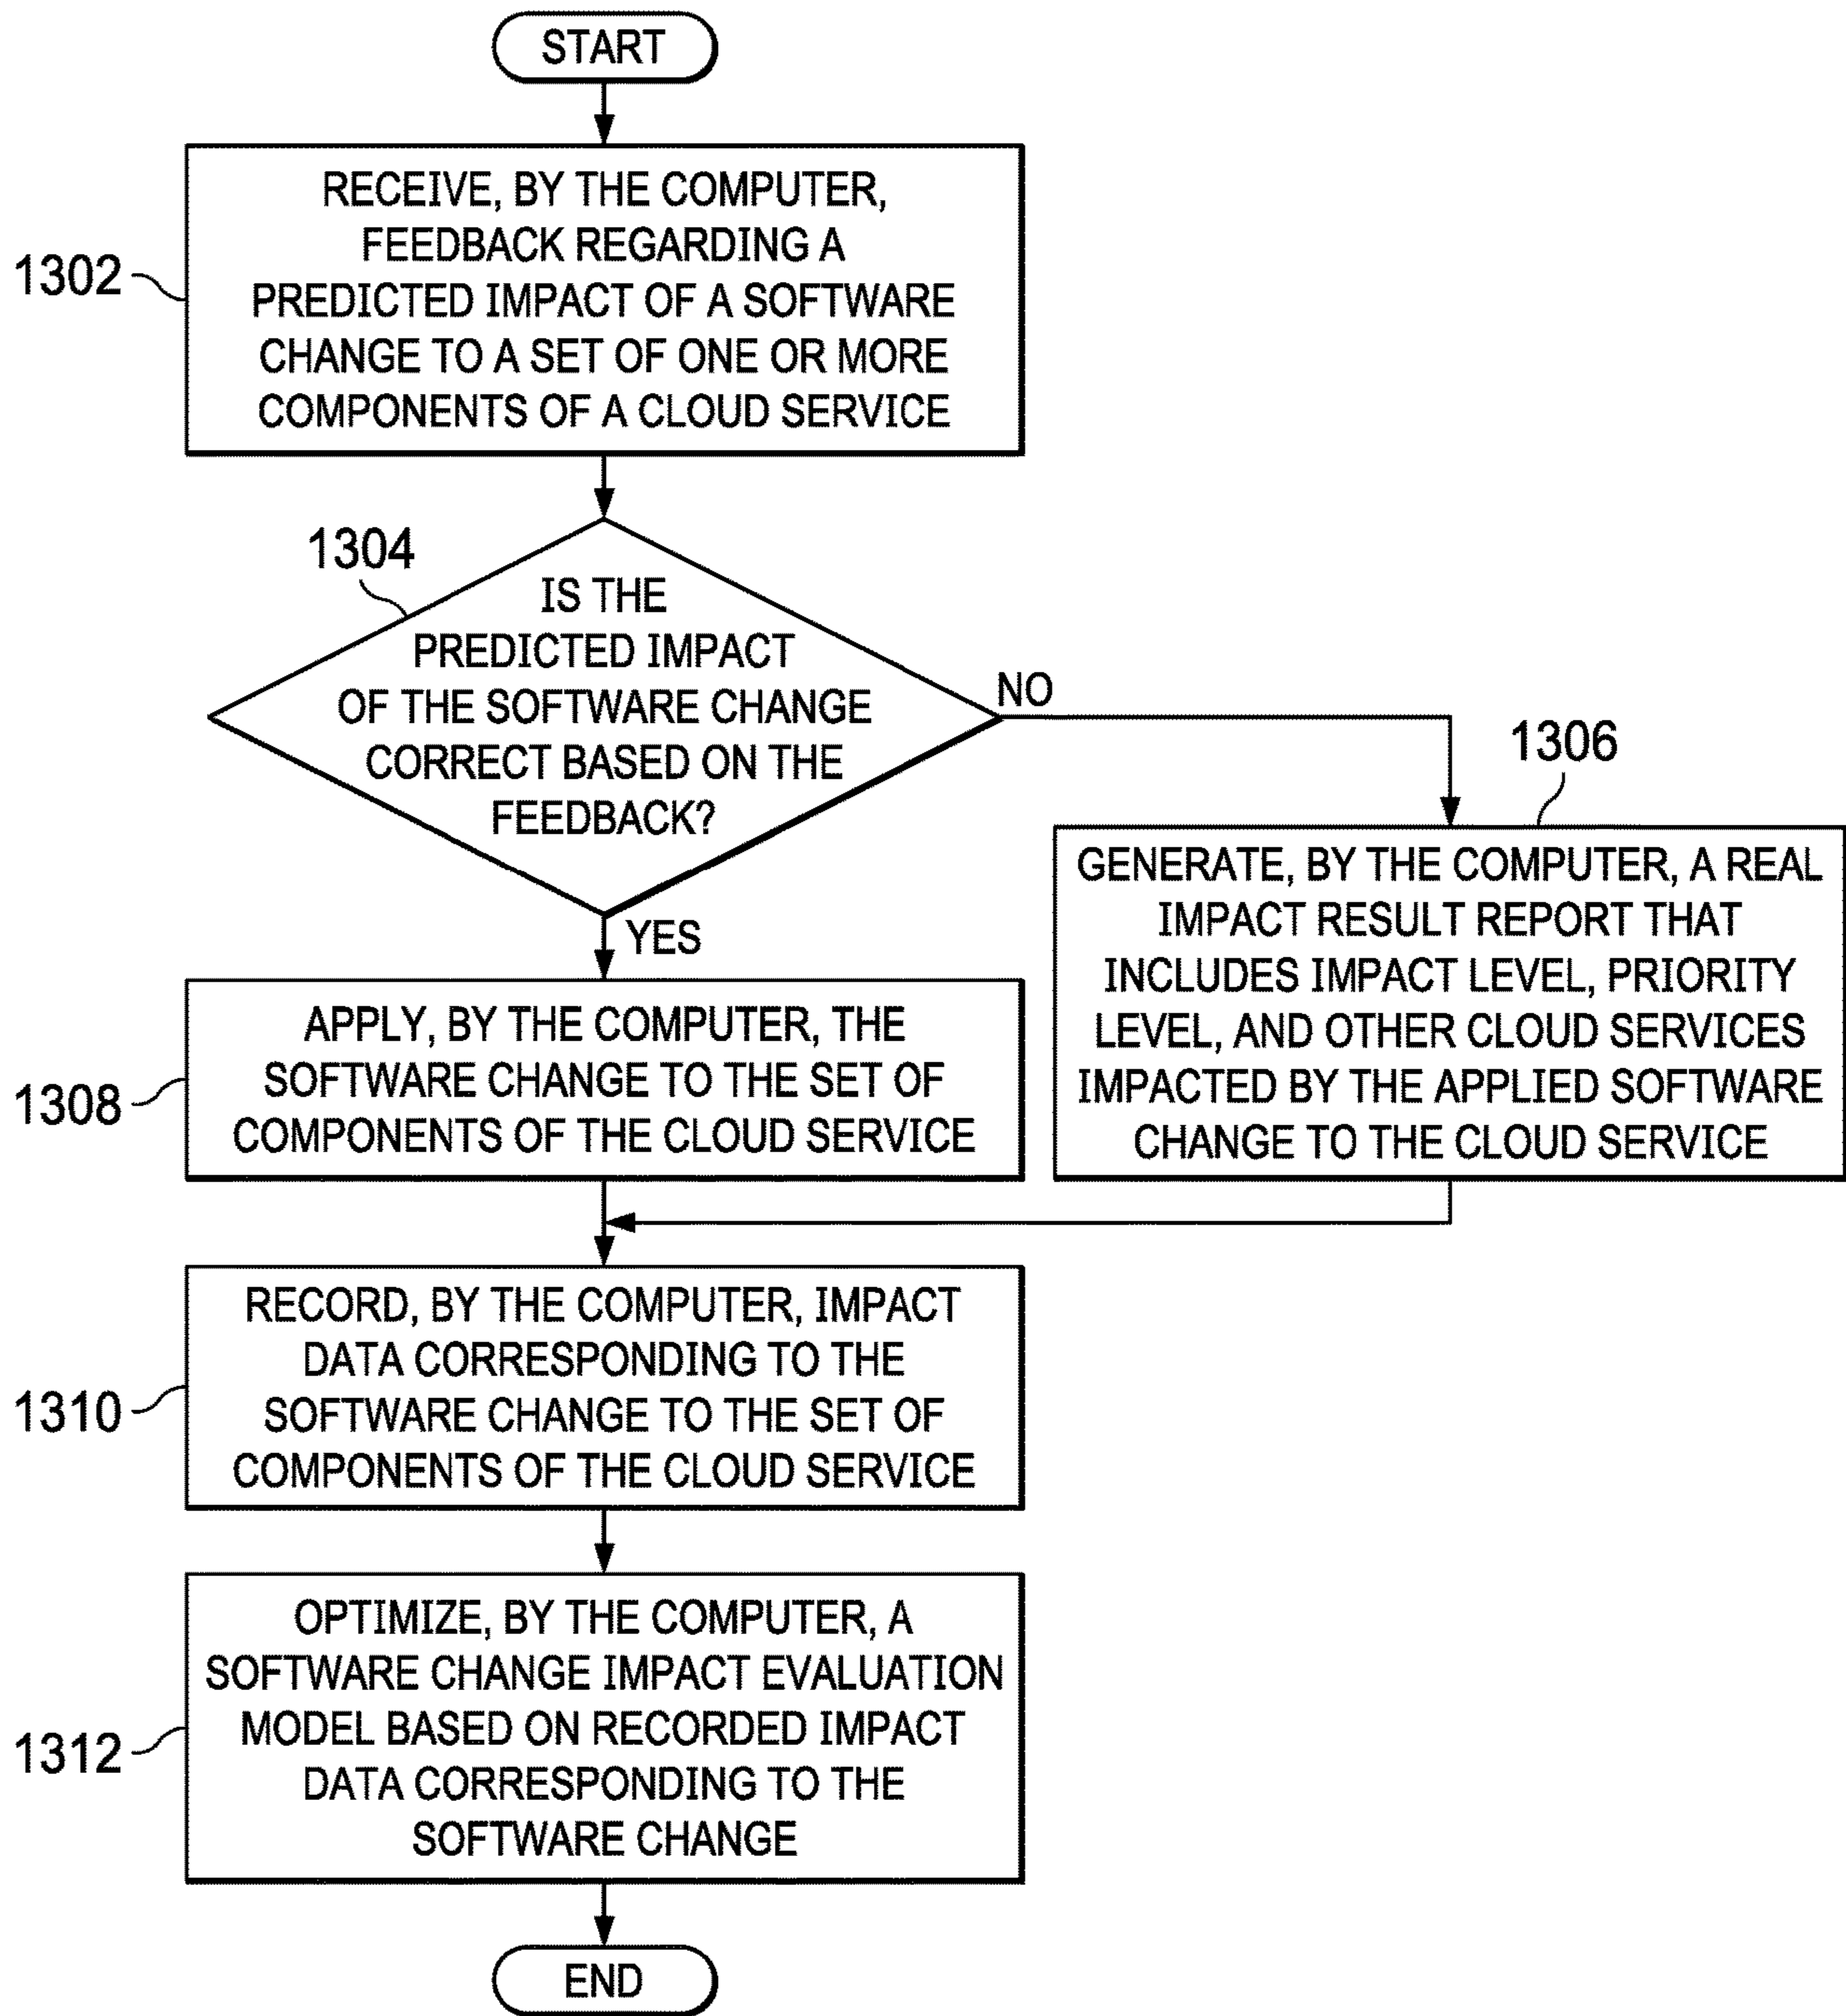 START
RECEIVE, BY THE COMPUTER,
FEEDBACK REGARDING A
PREDICTED IMPACT OF A SOFTWARE
CHANGE TO A SET OF ONE OR MORE
COMPONENTS OF A CLOUD SERVICE
1302
1304
IS THE
PREDICTED IMPACT
OF THE SOFTWARE CHANGE
CORRECT BASED ON THE
FEEDBACK?
NO
YES
1306
GENERATE, BY THE COMPUTER, A REAL
IMPACT RESULT REPORT THAT
INCLUDES IMPACT LEVEL, PRIORITY
LEVEL, AND OTHER CLOUD SERVICES
IMPACTED BY THE APPLIED SOFTWARE
CHANGE TO THE CLOUD SERVICE
APPLY, BY THE COMPUTER, THE
SOFTWARE CHANGE TO THE SET OF
COMPONENTS OF THE CLOUD SERVICE
1308
RECORD, BY THE COMPUTER, IMPACT
DATA CORRESPONDING TO THE
SOFTWARE CHANGE TO THE SET OF
COMPONENTS OF THE CLOUD SERVICE
1310
OPTIMIZE, BY THE COMPUTER, A
SOFTWARE CHANGE IMPACT EVALUATION
MODEL BASED ON RECORDED IMPACT
DATA CORRESPONDING TO THE
SOFTWARE CHANGE
1312
END